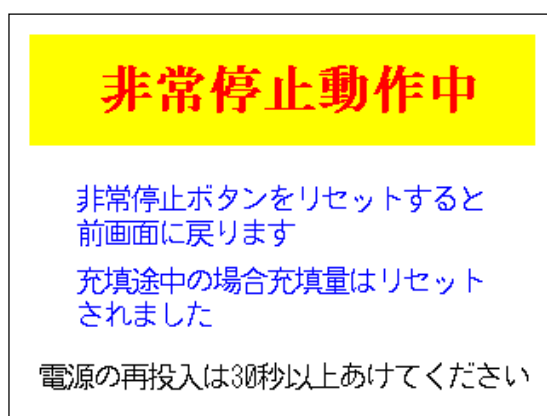 非常停止動作中
非常停止ボタンをリセットすると
前画面に戻ります
充填途中の場合充填量はリセット
されました
電源の再投入は30秒以上あけてください